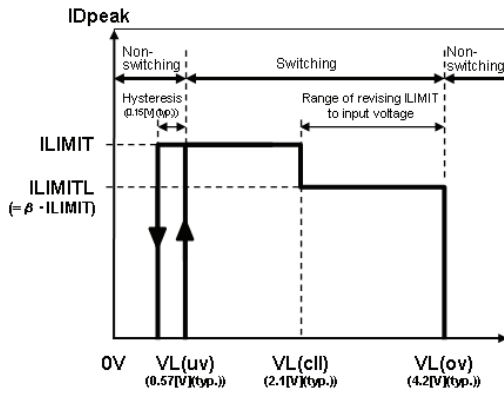 IDpeak
Non-
switching
Switching
Non-
switching
Hysteresis
(0.15[V](typ.))
Range of revising ILIMIT
to input voltage
ILIMIT
ILIMITL
(=β·ILIMIT)
0V
VL(uv)
(0.57[V](typ.))
VL(cll)
(2.1[V](typ.))
VL(ov)
(4.2[V](typ.))